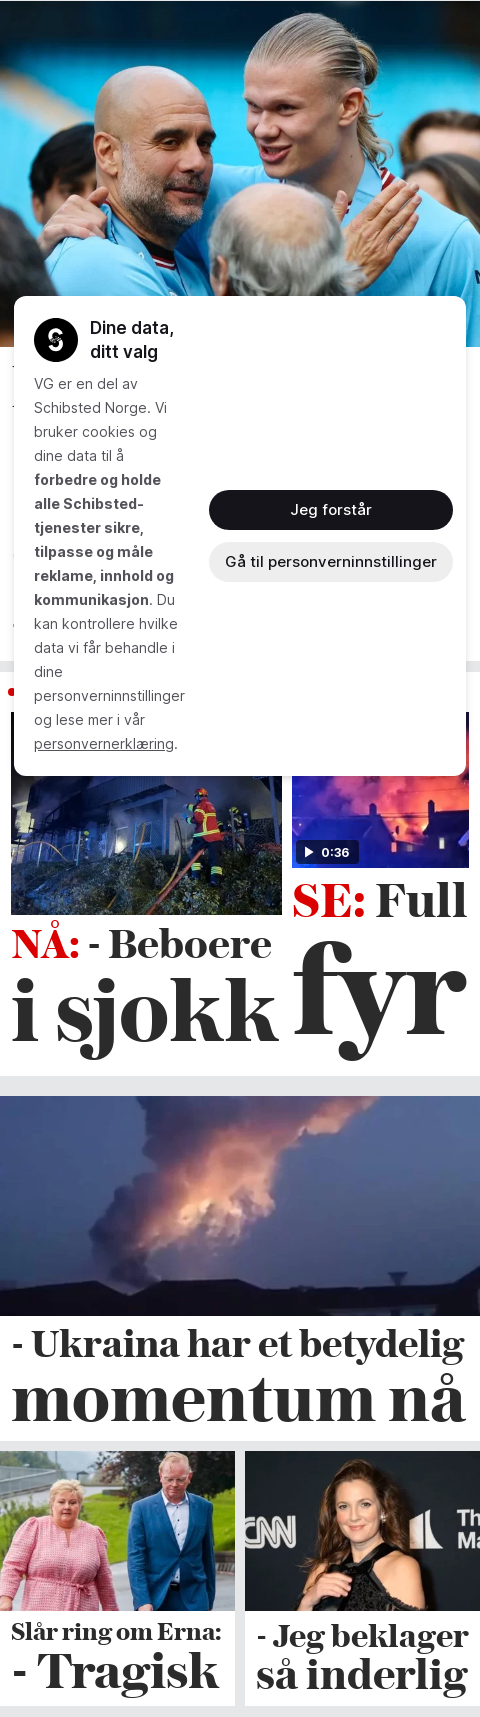 Dine data,
ditt valg
VG er en del av
Schibsted Norge. Vi
bruker cookies og
dine data til å
forbedre og holde
alle Schibsted-
tjenester sikre,
tilpasse og måle
reklame, innhold og
kommunikasjon. Du
kan kontrollere hvilke
data vi får behandle i
dine
personverninnstillinger
og lese mer i vår
personvernerklæring.
Jeg forstår
Gå til personverninnstillinger
NÅ: - Beboere
i sjokk
0:36
SE: Full
fyr
- Ukraina har et betydelig
momentum nå
Slår ring om Erna:
- Tragisk
CNN
- Jeg beklager
så inderlig